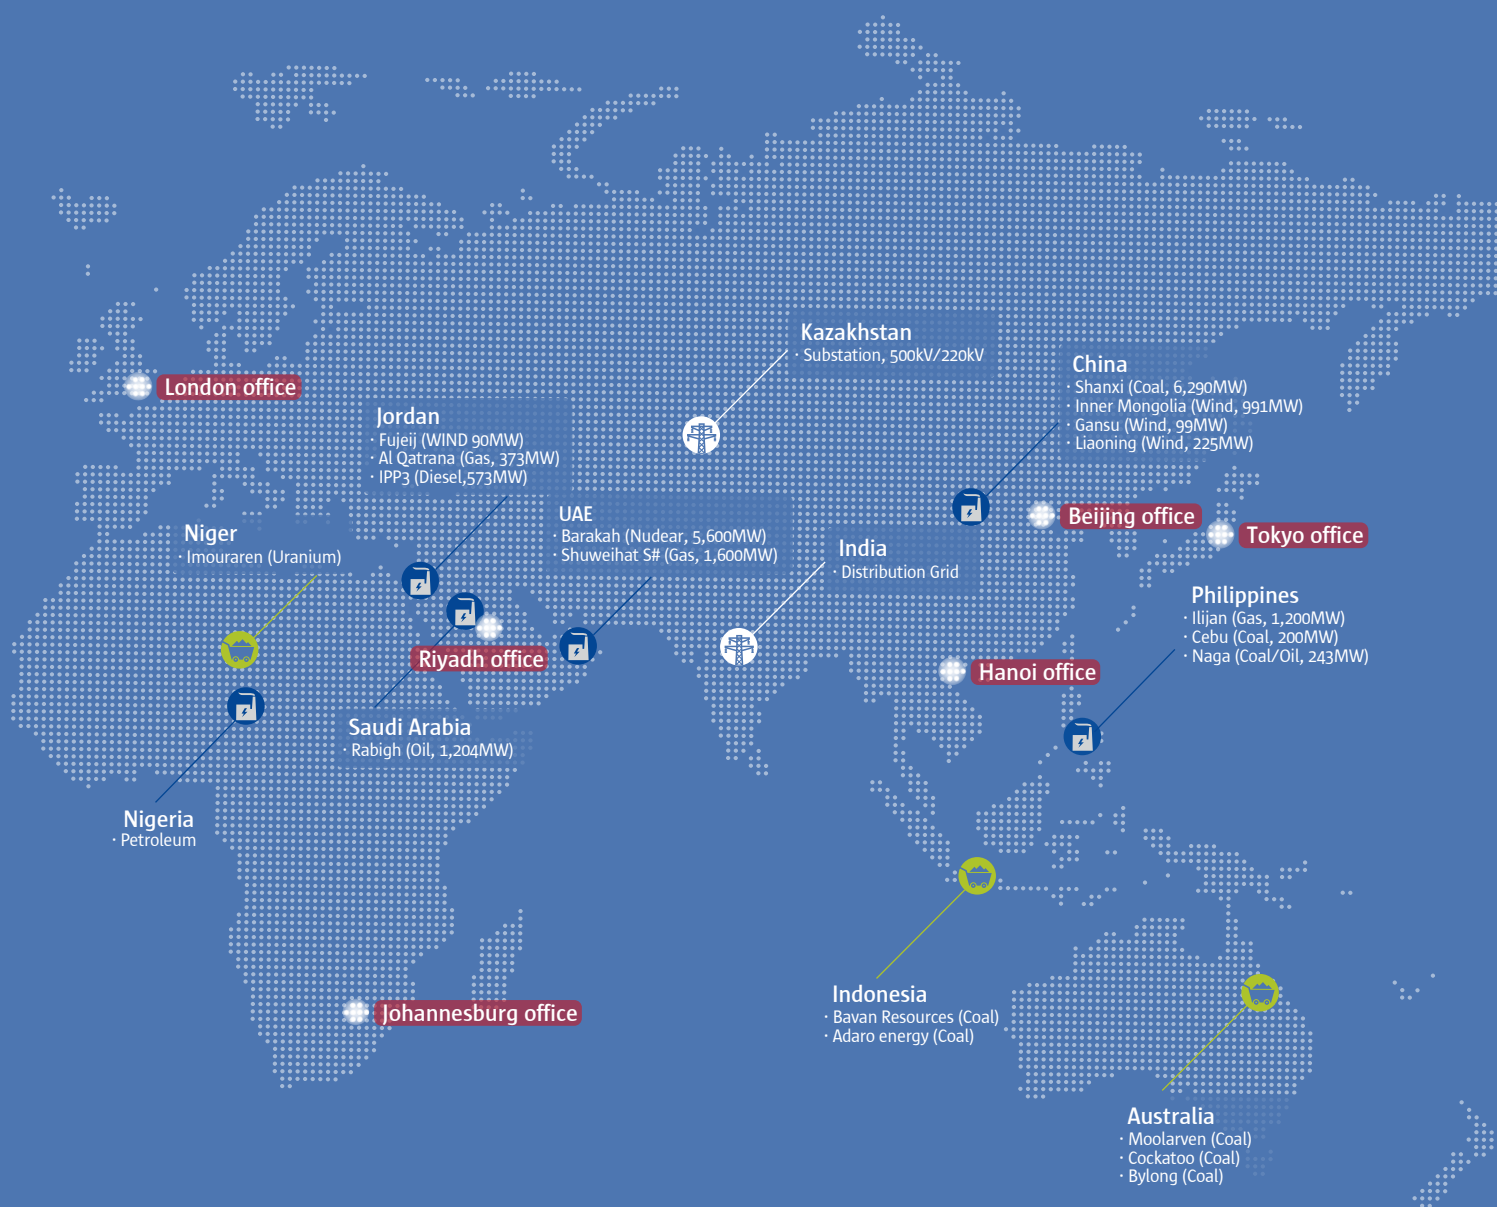 Kazakhstan
· Substation, 500kV/220kV
China
· Shanxi (Coal, 6,290MW)
· Inner Mongolia (Wind, 991MW)
· Gansu (Wind, 99MW)
· Liaoning (Wind, 225MW)
London office
Jordan
· Fujeij (WIND 90MW)
· Al Qatrana (Gas, 373MW)
· IPP3 (Diesel,573MW)
UAE
· Barakah (Nudear, 5,600MW)
· Shuweihat S# (Gas, 1,600MW)
Niger
· Imouraren (Uranium)
India
· Distribution Grid
Beijing office
Tokyo office
Philippines
· Ilijan (Gas, 1,200MW)
· Cebu (Coal, 200MW)
· Naga (Coal/Oil, 243MW)
Riyadh office
Hanoi office
Saudi Arabia
· Rabigh (Oil, 1,204MW)
Nigeria
· Petroleum
Johannesburg office
Indonesia
· Bavan Resources (Coal)
· Adaro energy (Coal)
Australia
· Moolarven (Coal)
· Cockatoo (Coal)
· Bylong (Coal)